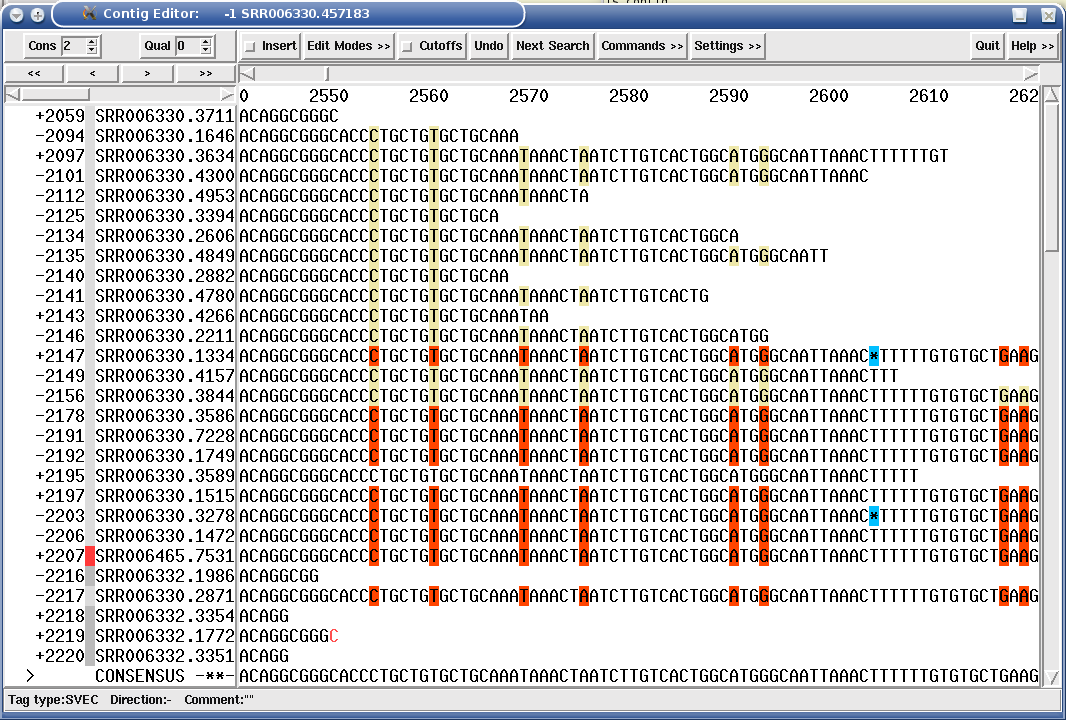 Contig Editor: -1 SRR006330.457183
Cons 2 Qual 0 Insert Edit Modes >> Cutoffs Undo Next Search Commands >> Settings >> Quit Help >>
<< < > >>
0 2550 2560 2570 2580 2590 2600 2610 262
+2059 SRR006330.3711 ACAGGCGGGC
-2094 SRR006330.1646 ACAGGCGGGCACCCTGCTGTGCTGCAAA
+2097 SRR006330.3634 ACAGGCGGGCACCCTGCTGTGCTGCAAATAAACTAATCTTGTCACTGGCATGGGCAATTAAACTTTTTTGT
-2101 SRR006330.4300 ACAGGCGGGCACCCTGCTGTGCTGCAAATAAACTAATCTTGTCACTGGCATGGGCAATTAAAC
-2112 SRR006330.4953 ACAGGCGGGCACCCTGCTGTGCTGCAAATAAACTA
-2125 SRR006330.3394 ACAGGCGGGCACCCTGCTGTGCTGCA
-2134 SRR006330.2606 ACAGGCGGGCACCCTGCTGTGCTGCAAATAAACTAATCTTGTCACTGGCA
-2135 SRR006330.4849 ACAGGCGGGCACCCTGCTGTGCTGCAAATAAACTAATCTTGTCACTGGCATGGGCAATT
-2140 SRR006330.2882 ACAGGCGGGCACCCTGCTGTGCTGCAA
-2141 SRR006330.4780 ACAGGCGGGCACCCTGCTGTGCTGCAAATAAACTAATCTTGTCACTG
+2143 SRR006330.4266 ACAGGCGGGCACCCTGCTGTGCTGCAAATAA
-2146 SRR006330.2211 ACAGGCGGGCACCCTGCTGTGCTGCAAATAAACTAATCTTGTCACTGGCATGG
+2147 SRR006330.1334 ACAGGCGGGCACCCTGCTGTGCTGCAAATAAACTAATCTTGTCACTGGCATGGGCAATTAAAC*TTTTTGTGTGCTGAAG
-2149 SRR006330.4157 ACAGGCGGGCACCCTGCTGTGCTGCAAATAAACTAATCTTGTCACTGGCATGGGCAATTAAACTTT
-2156 SRR006330.3844 ACAGGCGGGCACCCTGCTGTGCTGCAAATAAACTAATCTTGTCACTGGCATGGGCAATTAAACTTTTTTGTGTGCTGAAG
-2178 SRR006330.3586 ACAGGCGGGCACCCTGCTGTGCTGCAAATAAACTAATCTTGTCACTGGCATGGGCAATTAAACTTTTTTGTGTGCTGAAG
-2191 SRR006330.7228 ACAGGCGGGCACCCTGCTGTGCTGCAAATAAACTAATCTTGTCACTGGCATGGGCAATTAAACTTTTTTGTGTGCTGAAG
-2192 SRR006330.1749 ACAGGCGGGCACCCTGCTGTGCTGCAAATAAACTAATCTTGTCACTGGCATGGGCAATTAAACTTTTTTGTGTGCTGAAG
+2195 SRR006330.3589 ACAGGCGGGCACCCTGCTGTGCTGCAAATAAACTAATCTTGTCACTGGCATGGGCAATTAAACTTTTT
+2197 SRR006330.1515 ACAGGCGGGCACCCTGCTGTGCTGCAAATAAACTAATCTTGTCACTGGCATGGGCAATTAAACTTTTTTGTGTGCTGAAG
-2203 SRR006330.3278 ACAGGCGGGCACCCTGCTGTGCTGCAAATAAACTAATCTTGTCACTGGCATGGGCAATTAAAC*TTTTTGTGTGCTGAAG
-2206 SRR006330.1472 ACAGGCGGGCACCCTGCTGTGCTGCAAATAAACTAATCTTGTCACTGGCATGGGCAATTAAACTTTTTTGTGTGCTGAAG
+2207 SRR006465.7531 ACAGGCGGGCACCCTGCTGTGCTGCAAATAAACTAATCTTGTCACTGGCATGGGCAATTAAACTTTTTTGTGTGCTGAAG
-2216 SRR006332.1986 ACAGGCGG
-2217 SRR006330.2871 ACAGGCGGGCACCCTGCTGTGCTGCAAATAAACTAATCTTGTCACTGGCATGGGCAATTAAACTTTTTTGTGTGCTGAAG
+2218 SRR006332.3354 ACAGG
+2219 SRR006332.1772 ACAGGCGGGC
+2220 SRR006332.3351 ACAGG
> CONSENSUS -**- ACAGGCGGGCACCCTGCTGTGCTGCAAATAAACTAATCTTGTCACTGGCATGGGCAATTAAACTTTTTTGTGTGCTGAAG
Tag type:SVEC Direction:- Comment:""